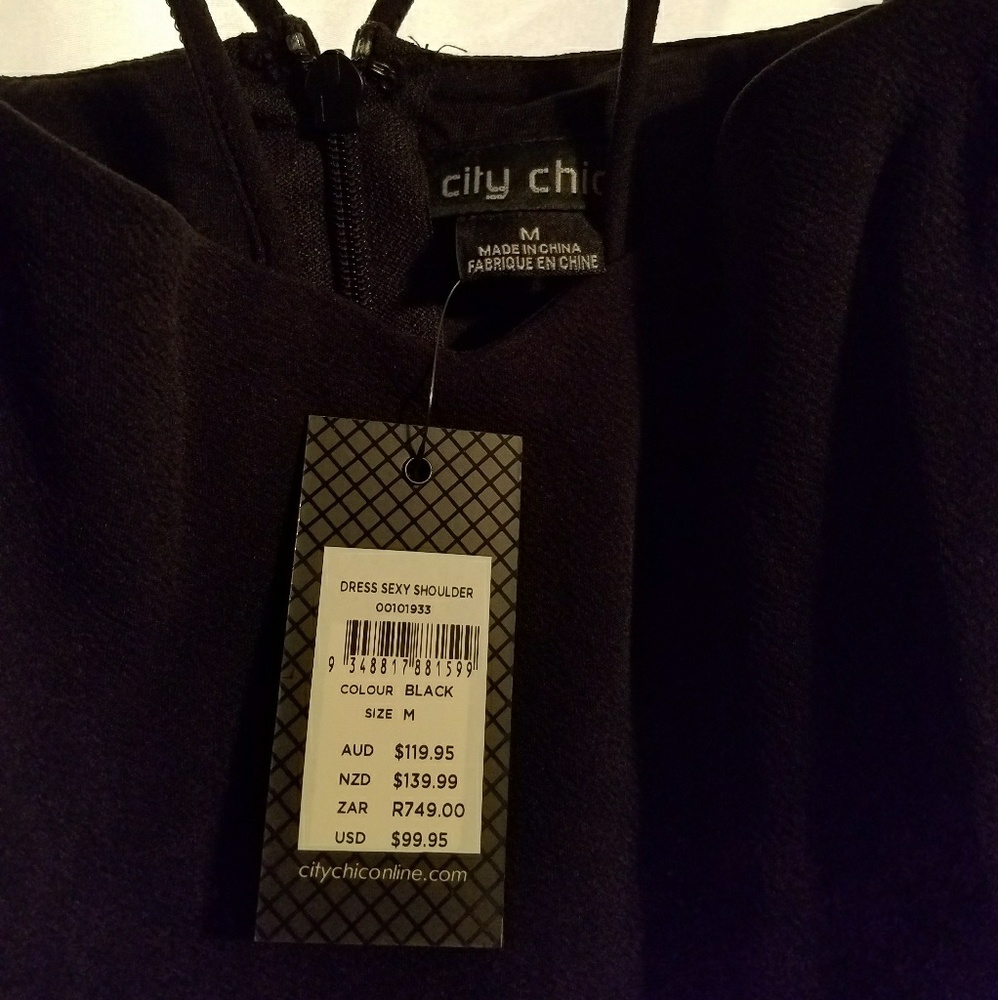 city chic
M
MADE IN CHINA
FABRIQUE EN CHINE
DRESS SEXY SHOULDER
00101933
9 348817 881599
COLOUR BLACK
SIZE M
AUD $119.95
NZD $139.99
ZAR R749.00
USD $99.95
citychiconline.com